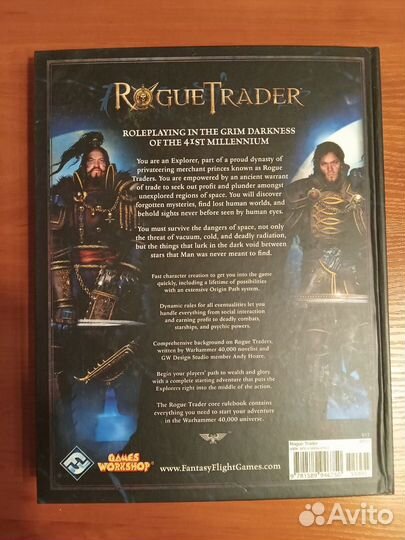 ROGUE TRADER
ROLEPLAYING IN THE GRIM DARKNESS
OF THE 41ST MILLENNIUM
You are an Explorer, part of a proud dynasty of
privateering merchant princes known as Rogue
Traders. You are empowered by an ancient warrant
of trade to seek out profit and plunder amongst
unexplored regions of space. You will discover
forgotten mysteries, find lost human worlds, and
behold sights never before seen by human eyes.
You must survive the dangers of space, not only
the threat of vacuum, cold, and deadly radiation,
but the things that lurk in the dark void between
stars that Man was never meant to find.
Fast character creation to get you into the game
quickly, including a lifetime of possibilities
with an extensive Origin Path system.
Dynamic rules for all eventualities let you
handle everything from social interaction
and earning profit to deadly combats,
starships, and psychic powers.
Comprehensive background on Rogue Traders,
written by Warhammer 40,000 novelist and
GW Design Studio member Andy Hoare.
Begin your players' path to wealth and glory
with a complete starting adventure that puts the
Explorers right into the middle of the action.
The Rogue Trader core rulebook contains
everything you need to start your adventure
in the Warhammer 40,000 universe.
GAMES
WORKSHOP
www.FantasyFlightGames.com
Rogue Trader
Avito